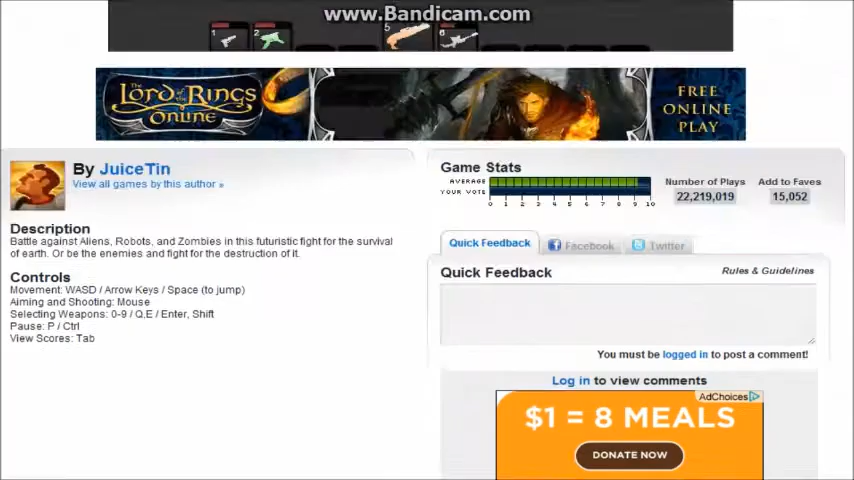 www.Bandicam.com
1 2 5 6
The
LORD of the RINGS
ONLINE
FREE
ONLINE
PLAY
By JuiceTin
View all games by this author »
Description
Battle against Aliens, Robots, and Zombies in this futuristic fight for the survival
of earth. Or be the enemies and fight for the destruction of it.
Controls
Movement: WASD / Arrow Keys / Space (to jump)
Aiming and Shooting: Mouse
Selecting Weapons: 0-9 / Q,E / Enter, Shift
Pause: P / Ctrl
View Scores: Tab
Game Stats
AVERAGE
YOUR VOTE
0 1 2 3 4 5 6 7 8 9 10
Number of Plays
22,219,019
Add to Faves
15,052
Quick Feedback Facebook Twitter
Quick Feedback
Rules & Guidelines
You must be logged in to post a comment!
Log in to view comments
AdChoices
$1 = 8 MEALS
DONATE NOW